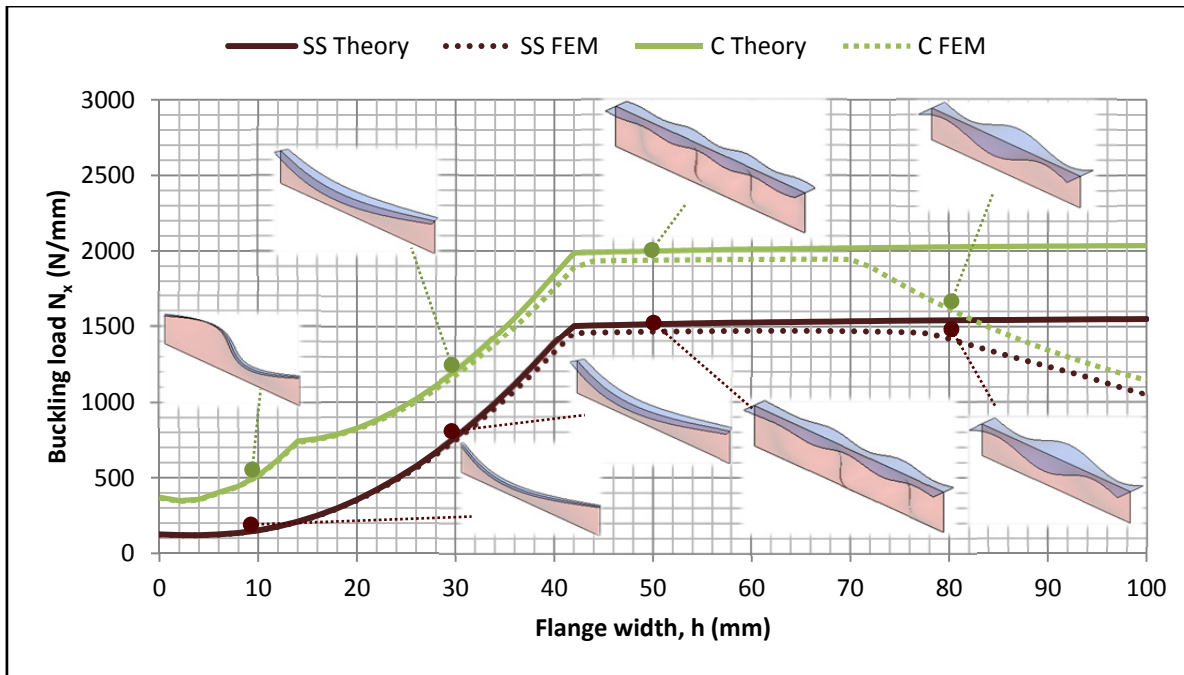 SS Theory SS FEM C Theory C FEM
3000
2500
2000
1500
1000
500
0
Buckling load Nₓ (N/mm)
0 10 20 30 40 50 60 70 80 90 100
Flange width, h (mm)